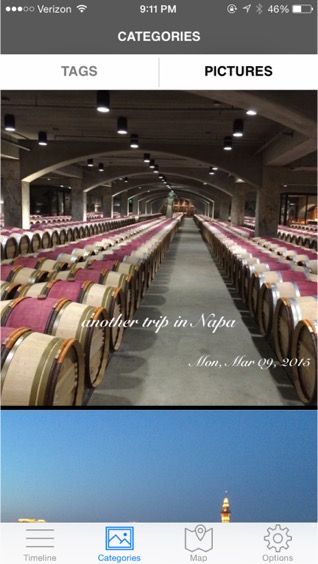 Verizon 9:11 PM 46%
CATEGORIES
TAGS PICTURES
another trip in Napa
Mon, Mar 09, 2015
Timeline Categories Map Options